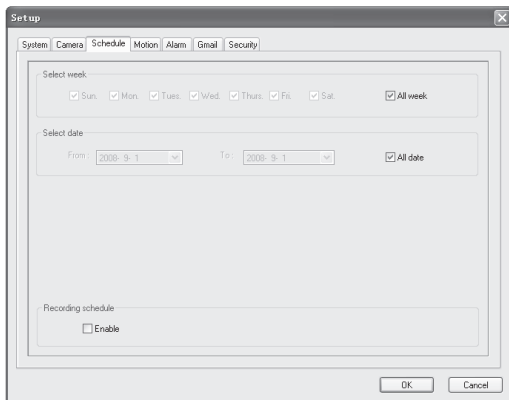 Setup
System Camera Schedule Motion Alarm Gmail Security
Select week
Sun. Mon. Tues. Wed. Thurs. Fri. Sat. All week
Select date
From : 2008- 9- 1 To : 2008- 9- 1 All date
Recording schedule
Enable
OK Cancel